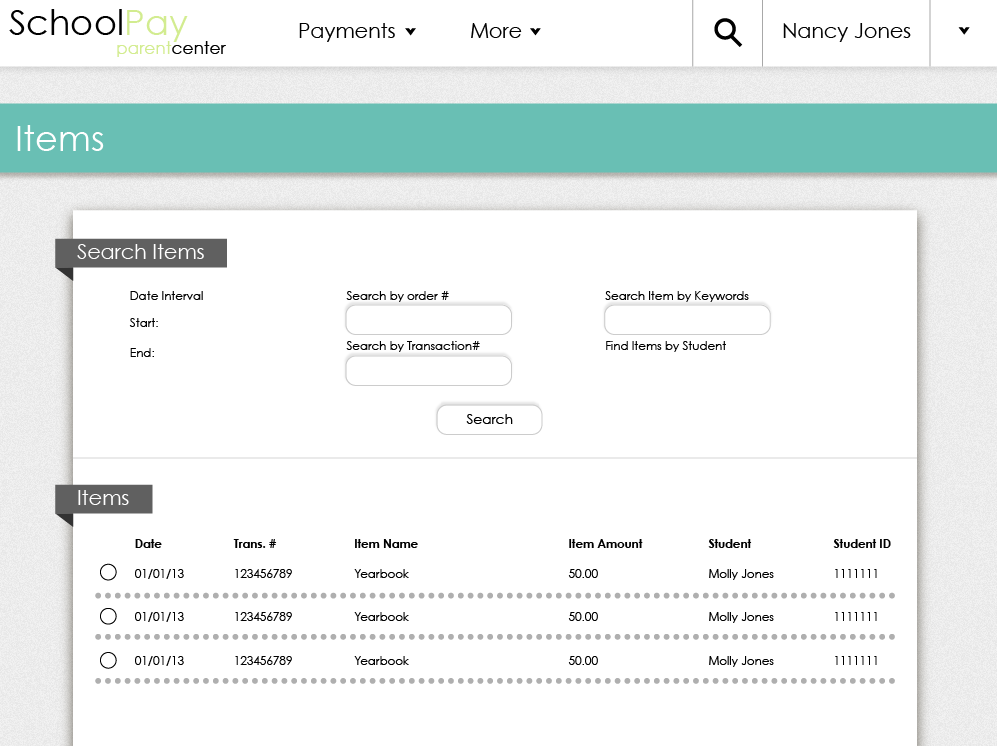 SchoolPay
parentcenter
Payments More Nancy Jones
Items
Search Items
Date Interval Search by order # Search Item by Keywords
Start:
End: Search by Transaction# Find Items by Student
Search
Items
Date Trans. # Item Name Item Amount Student Student ID
01/01/13 123456789 Yearbook 50.00 Molly Jones 1111111
01/01/13 123456789 Yearbook 50.00 Molly Jones 1111111
01/01/13 123456789 Yearbook 50.00 Molly Jones 1111111